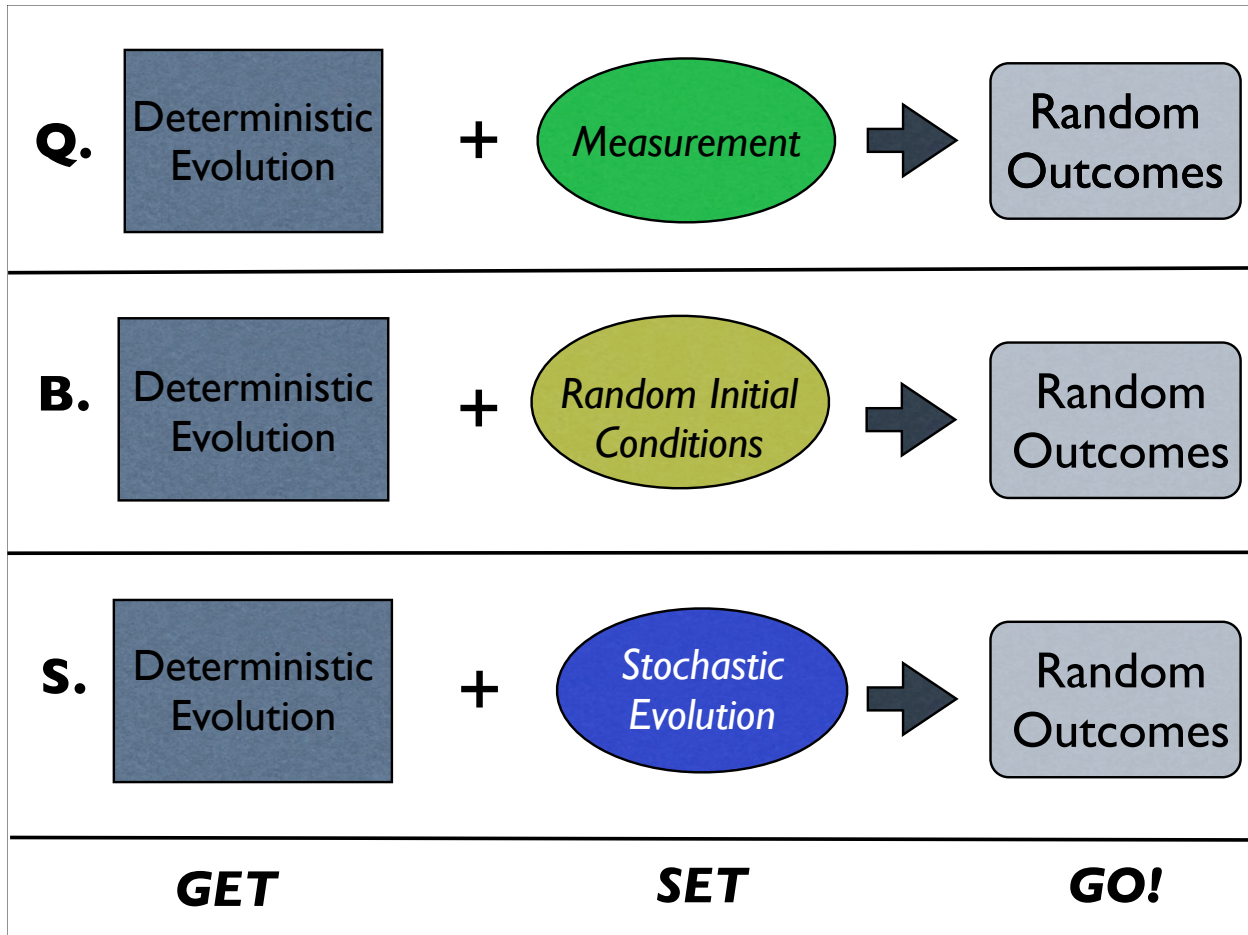 Q.
Deterministic
Evolution
+
Measurement
Random
Outcomes
B.
Deterministic
Evolution
+
Random Initial
Conditions
Random
Outcomes
S.
Deterministic
Evolution
+
Stochastic
Evolution
Random
Outcomes
GET
SET
GO!